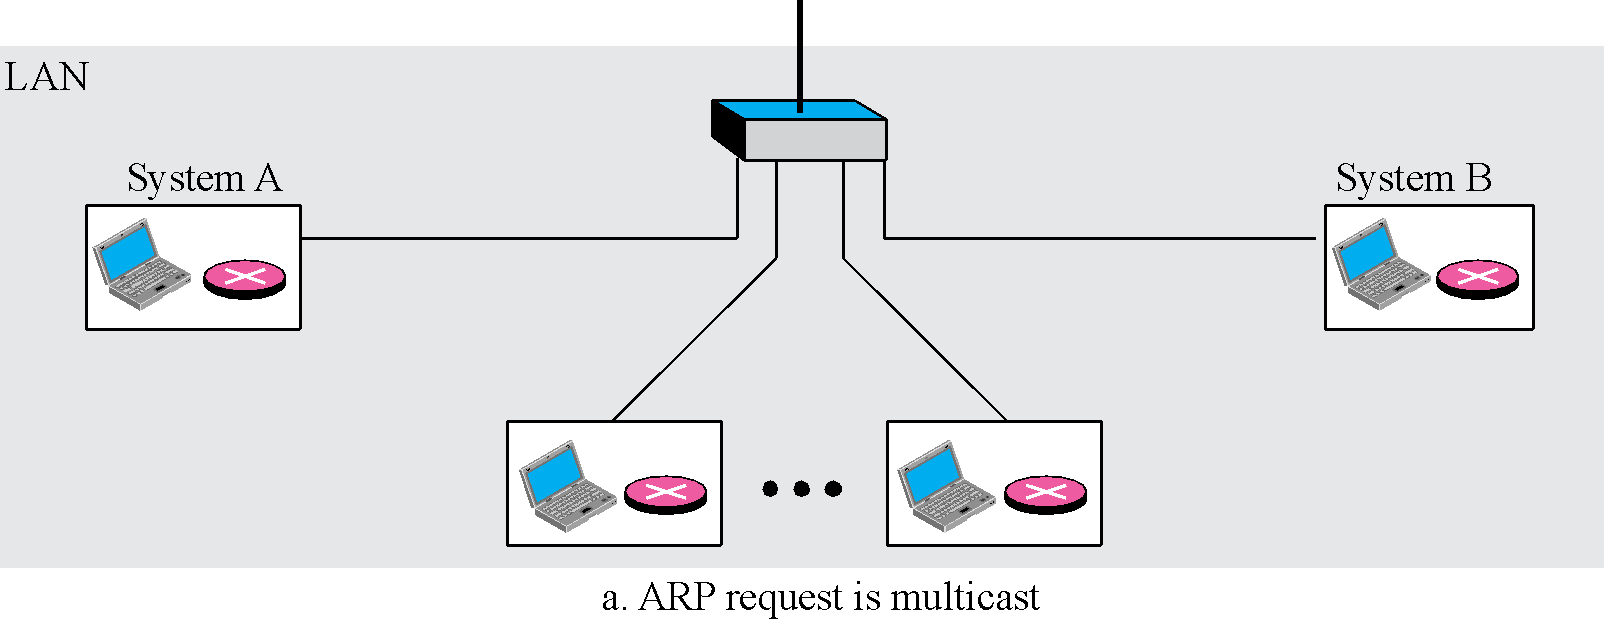 LAN
System A
System B
a. ARP request is multicast